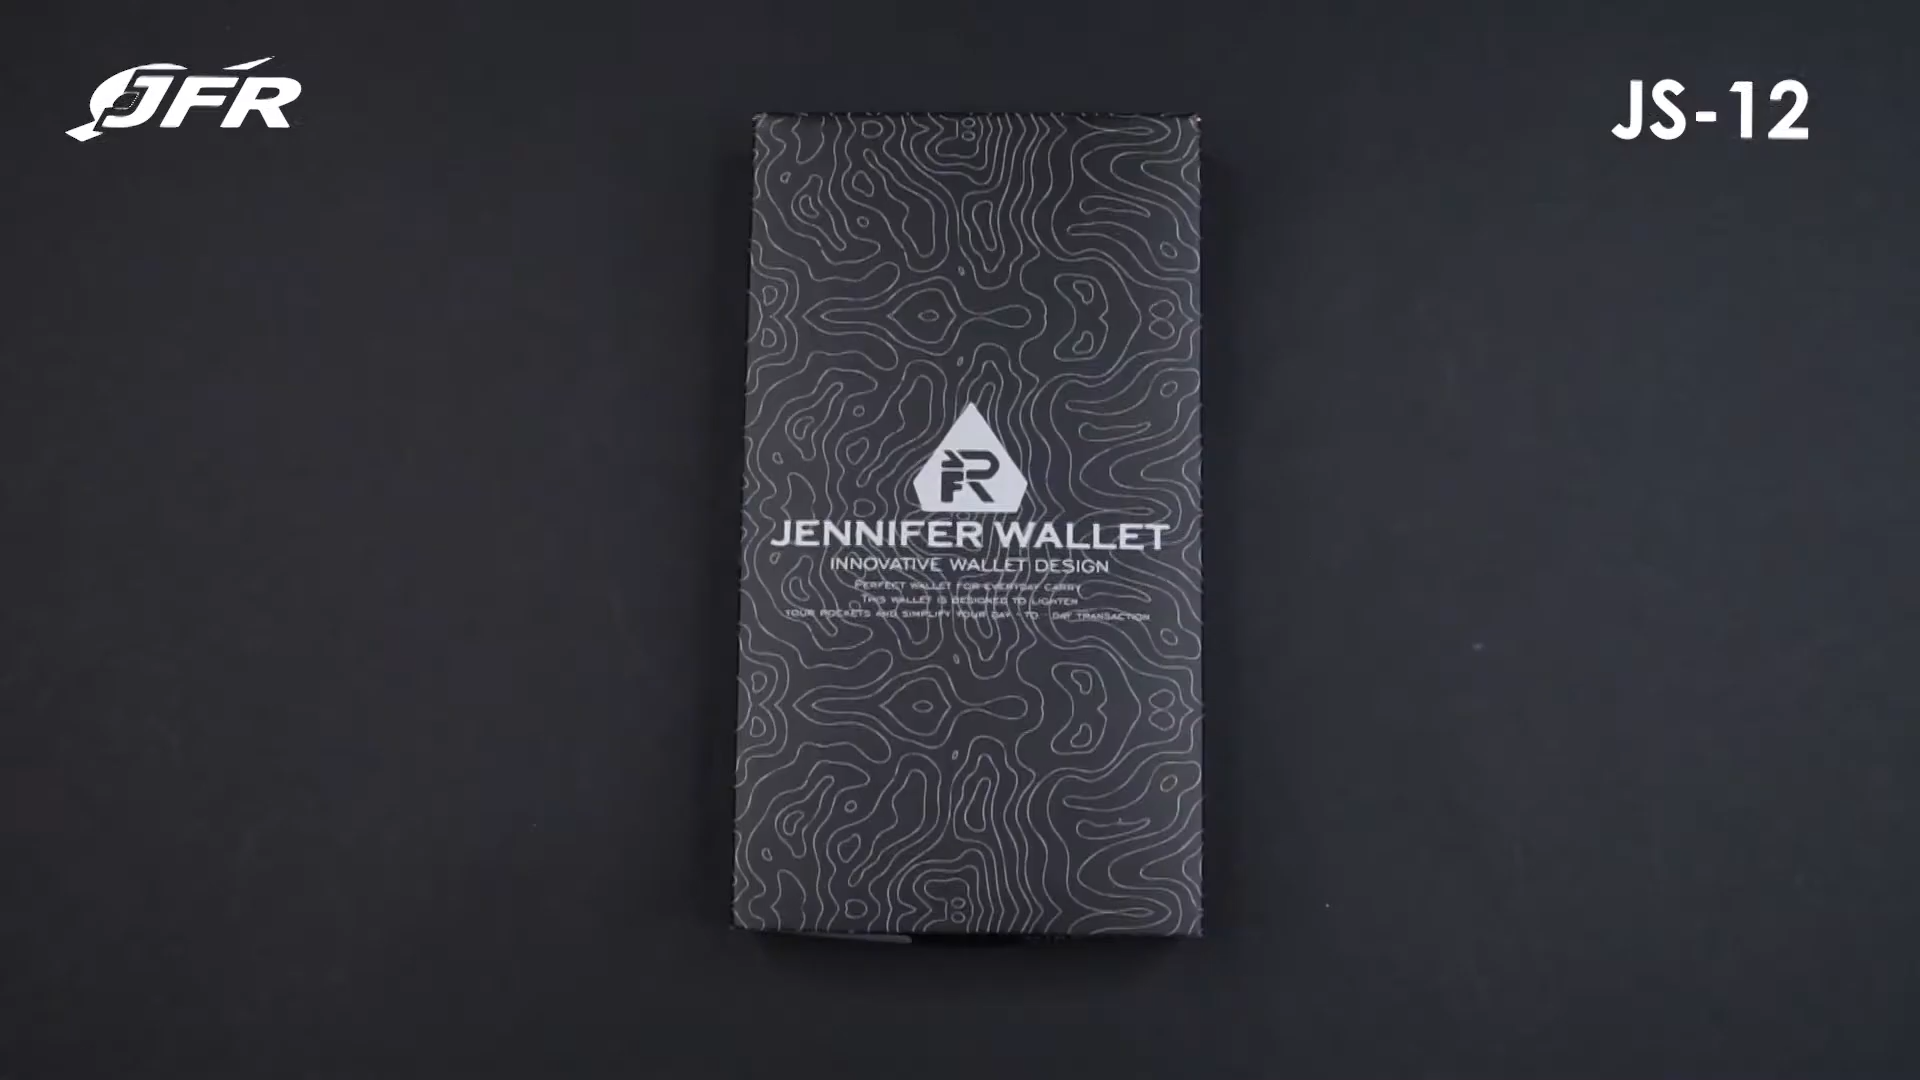 JFR
JS-12
JFR
JENNIFER WALLET
INNOVATIVE WALLET DESIGN
PERFECT WALLET FOR EVERYDAY CARRY
THIS WALLET IS DESIGNED TO LIGHTEN
YOUR POCKETS AND SIMPLIFY YOUR DAY - TO - DAY TRANSACTION